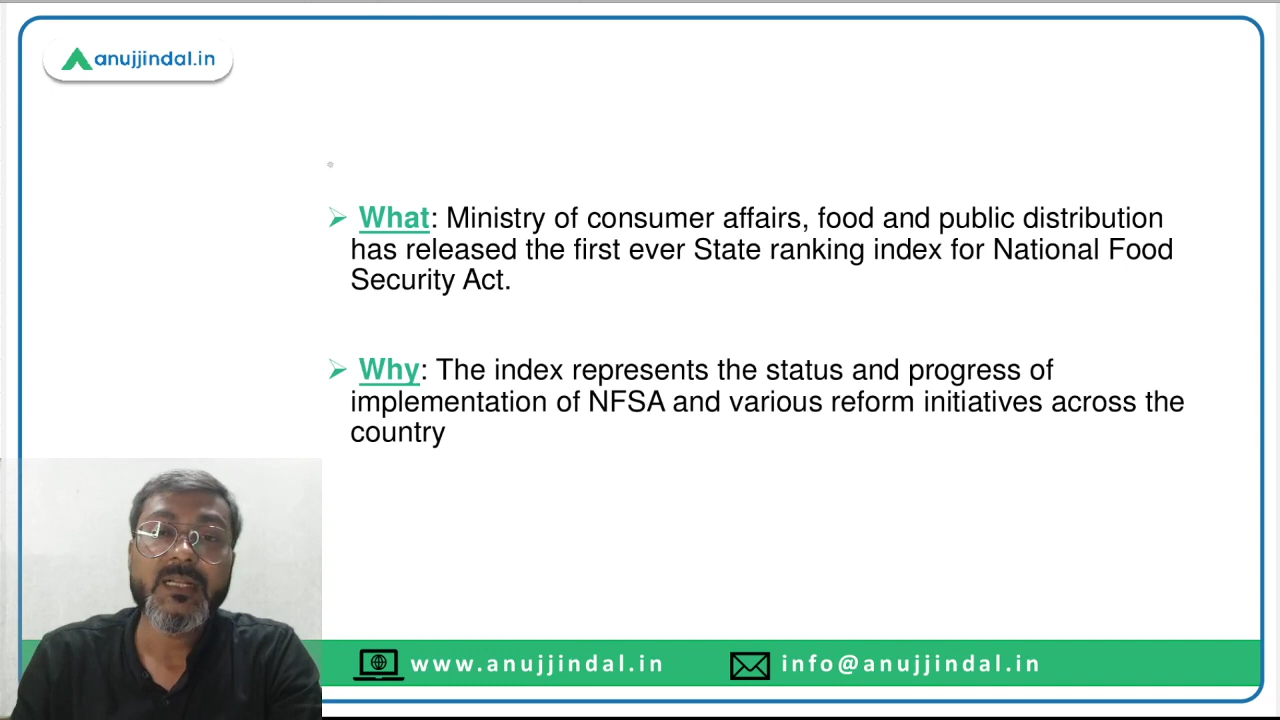 anujjindal.in
What: Ministry of consumer affairs, food and public distribution
has released the first ever State ranking index for National Food
Security Act.
Why: The index represents the status and progress of
implementation of NFSA and various reform initiatives across the
country
www.anujjindal.in info@anujjindal.in